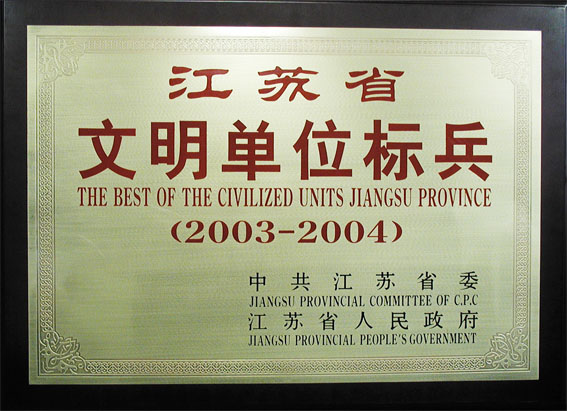 江苏省
文明单位标兵
THE BEST OF THE CIVILIZED UNITS JIANGSU PROVINCE
(2003-2004)
中共江苏省委
JIANGSU PROVINCIAL COMMITTEE OF C.P.C
江苏省人民政府
JIANGSU PROVINCIAL PEOPLE'S GOVERNMENT